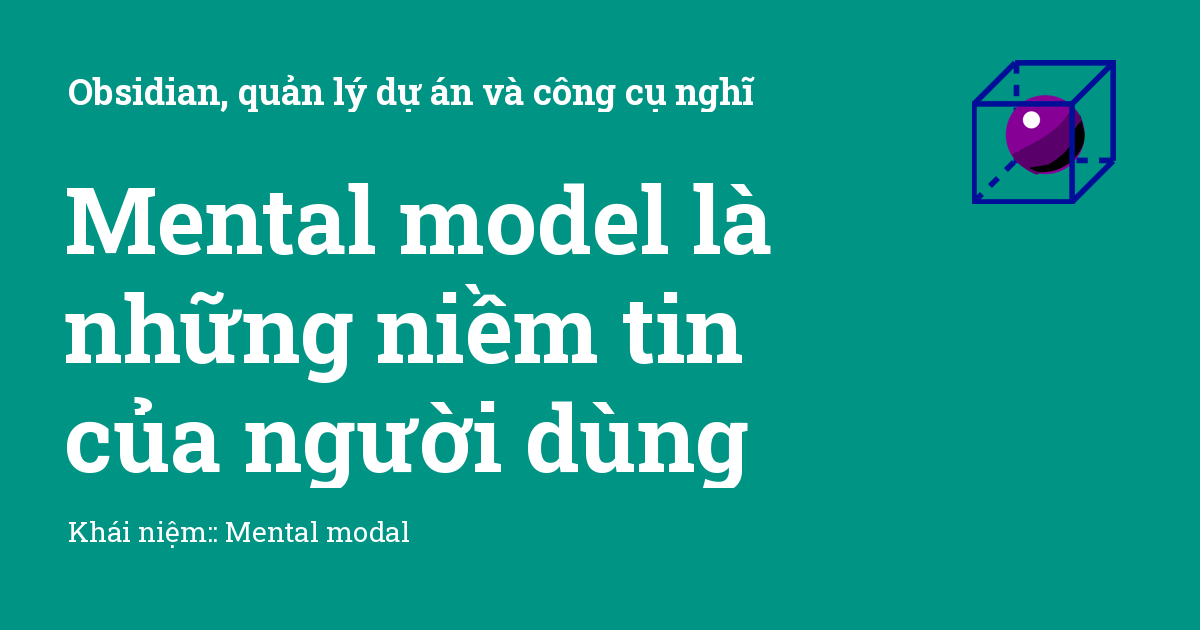 Obsidian, quản lý dự án và công cụ nghĩ
Mental model là
những niềm tin
của người dùng
Khái niệm:: Mental modal